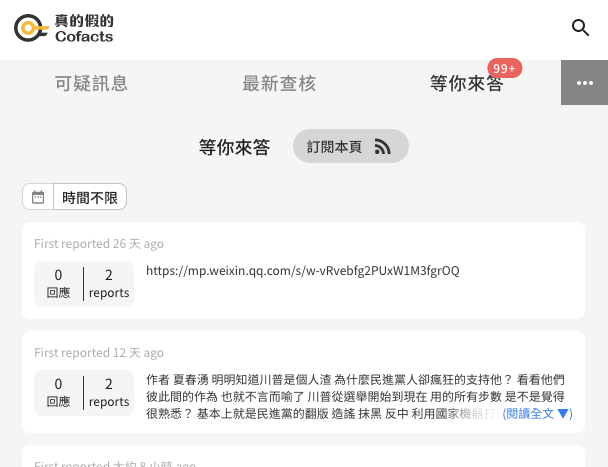 真的假的
Cofacts
可疑訊息
最新查核
等你來答
99+
等你來答
訂閱本頁
時間不限
First reported 26 天 ago
0
回應
2
reports
https://mp.weixin.qq.com/s/w-vRvebfg2PUxW1M3fgrOQ
First reported 12 天 ago
0
回應
2
reports
作者 夏春湧 明明知道川普是個人渣 為什麼民進黨人卻瘋狂的支持他? 看看他們
彼此間的作為 也就不言而喻了 川普從選舉開始到現在 用的所有步數 是不是覺得
很熟悉? 基本上就是民進黨的翻版 造謠 抹黑 反中 利用國家機器打 (閱讀全文 ▼)
First reported 大約 8 小時 ago